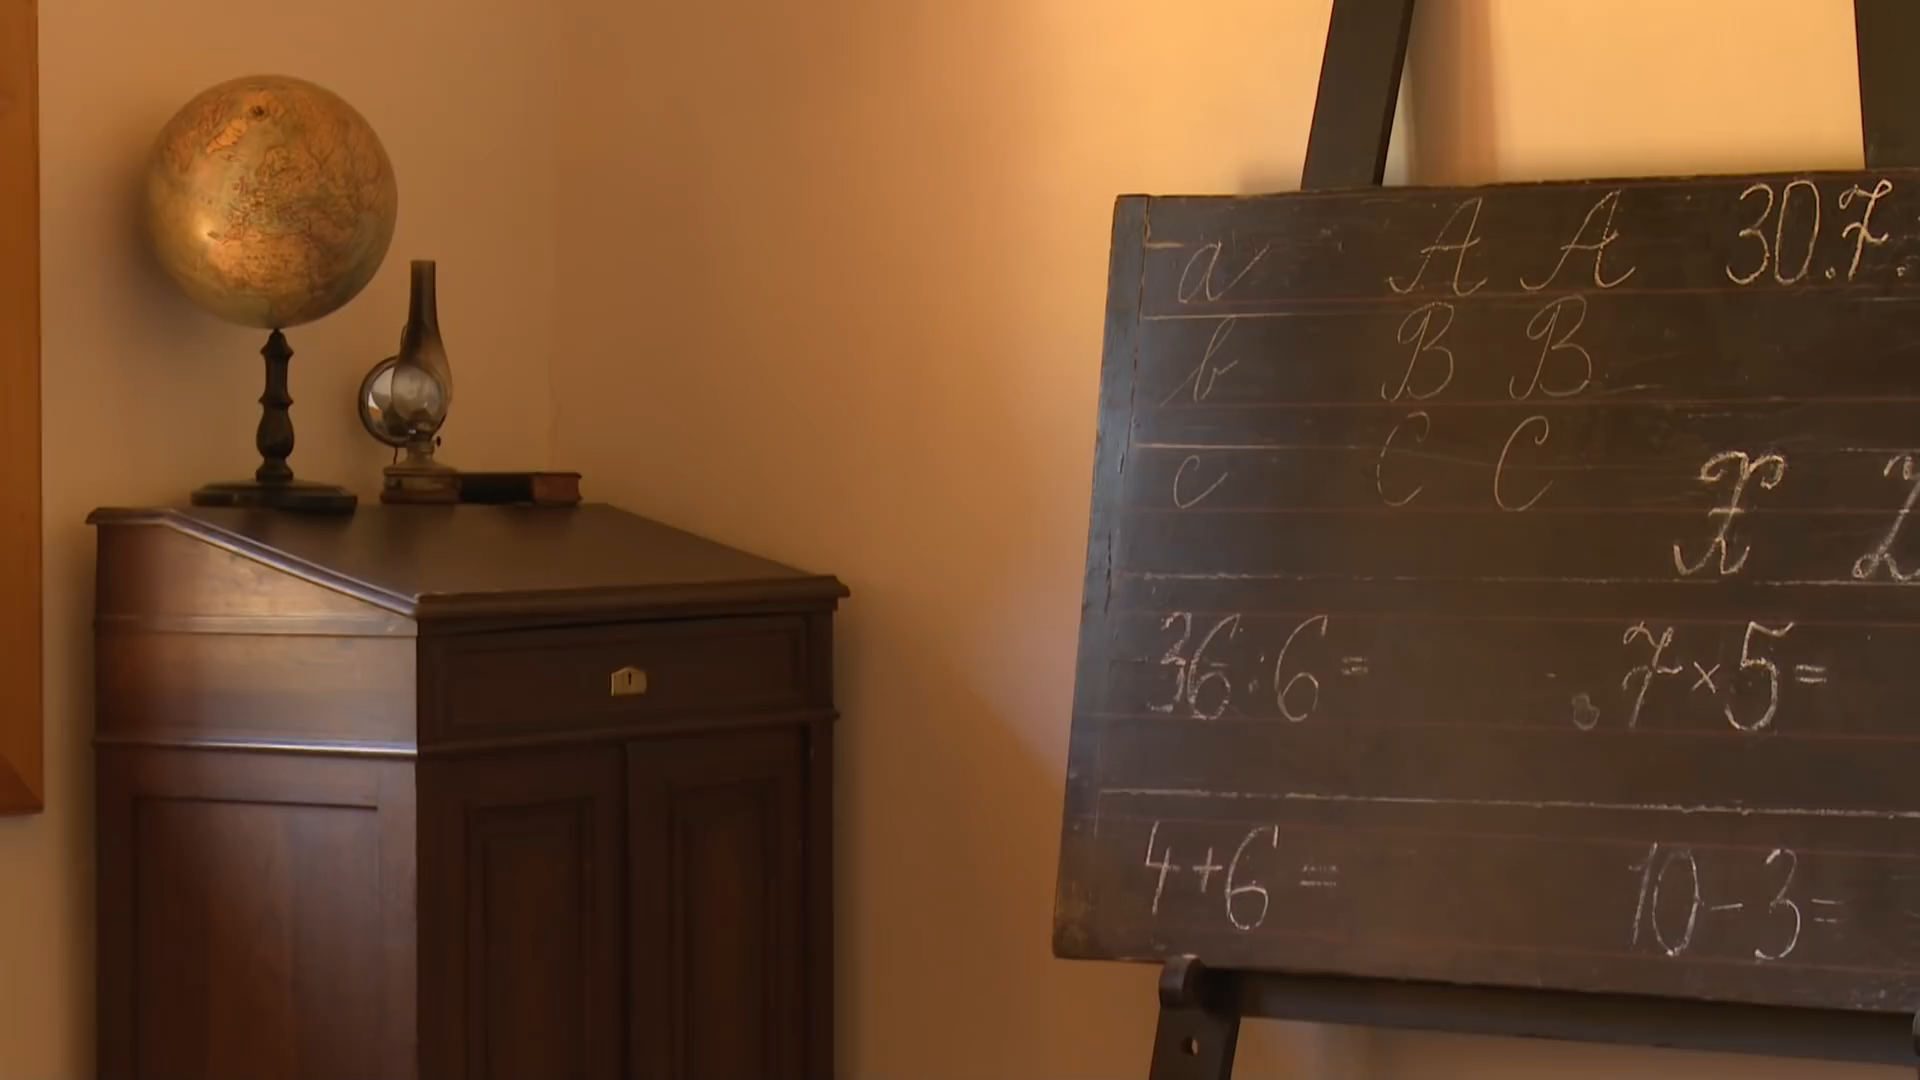 a A A 30.7.
b B B
c C C
X
36:6= 7×5=
4+6= 10-3=